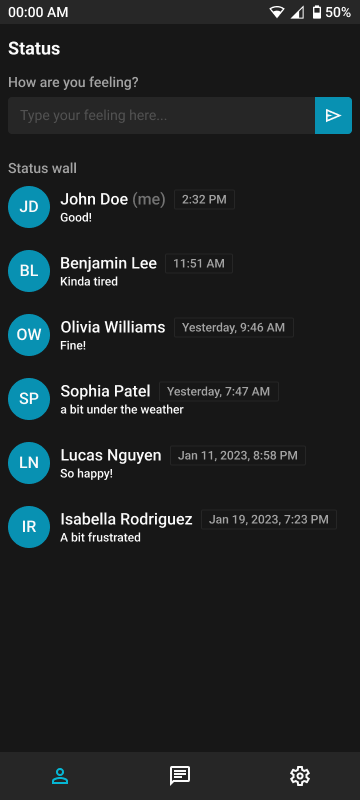 00:00 AM 50%
Status
How are you feeling?
Type your feeling here...
Status wall
JD John Doe (me) 2:32 PM
Good!
BL Benjamin Lee 11:51 AM
Kinda tired
OW Olivia Williams Yesterday, 9:46 AM
Fine!
SP Sophia Patel Yesterday, 7:47 AM
a bit under the weather
LN Lucas Nguyen Jan 11, 2023, 8:58 PM
So happy!
IR Isabella Rodriguez Jan 19, 2023, 7:23 PM
A bit frustrated